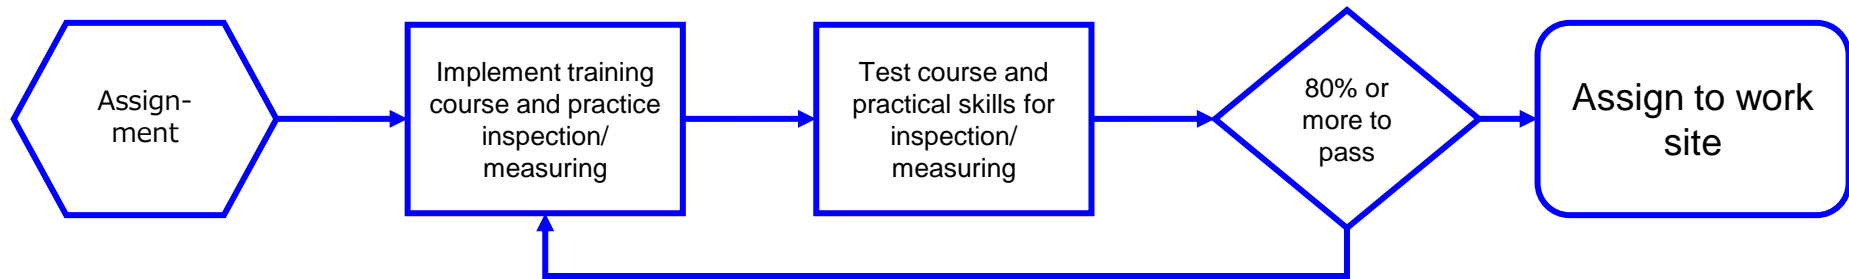 Assign-
ment
Implement training
course and practice
inspection/
measuring
Test course and
practical skills for
inspection/
measuring
80% or
more to
pass
Assign to work
site